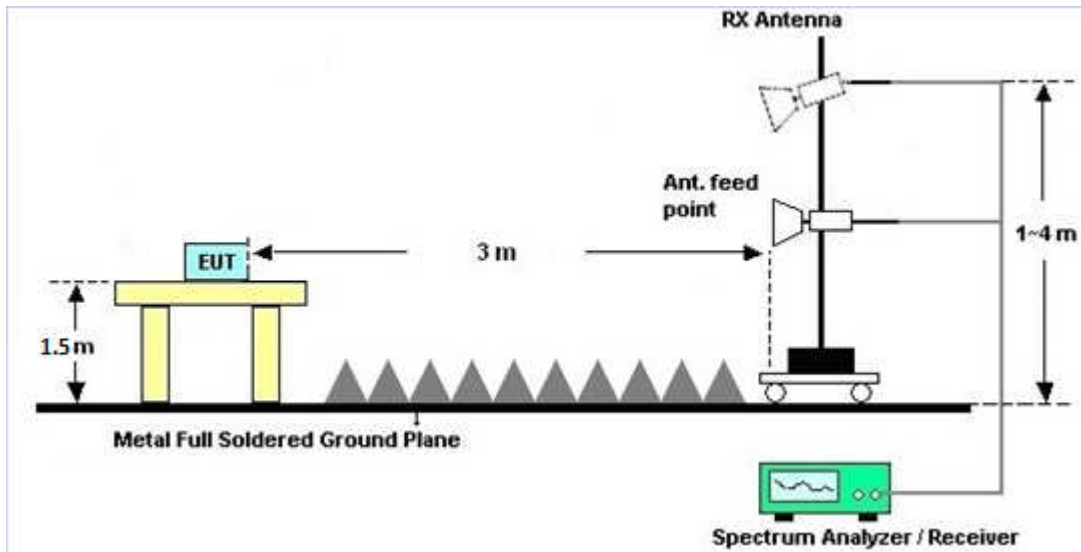 RX Antenna
Ant. feed
point
1~4 m
3 m
EUT
1.5 m
Metal Full Soldered Ground Plane
Spectrum Analyzer / Receiver